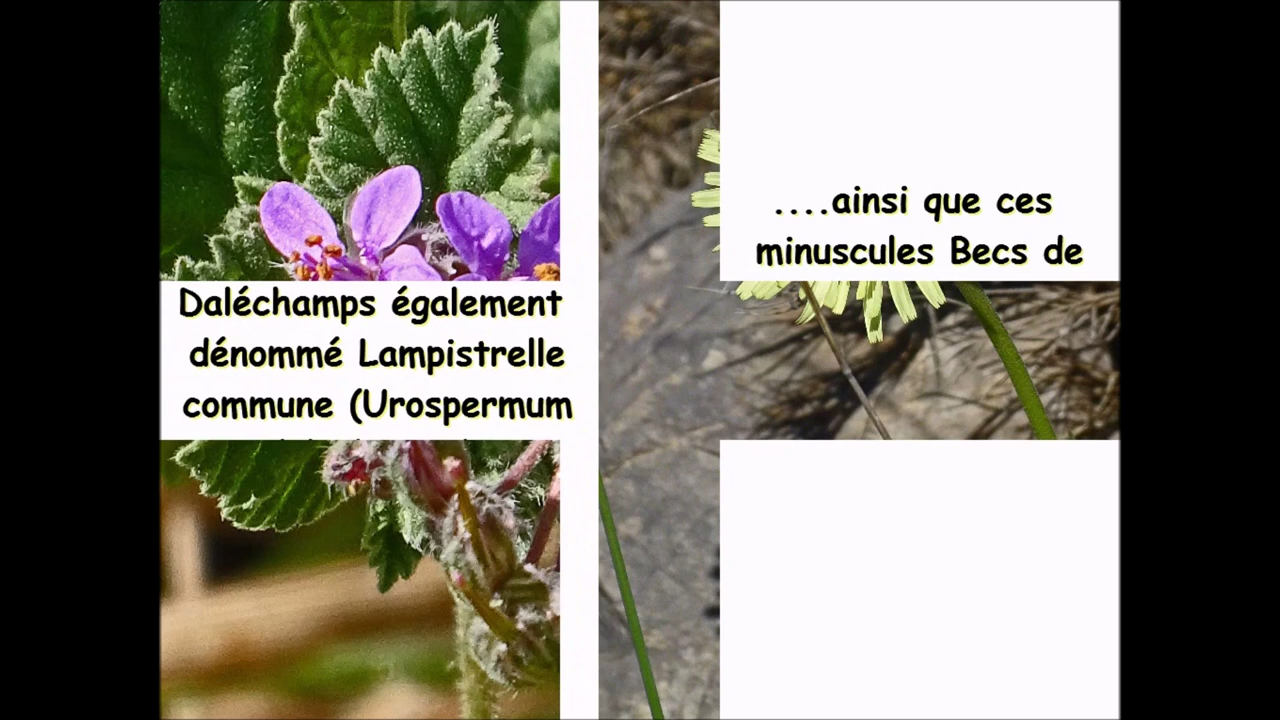 ....ainsi que ces
minuscules Becs de
Daléchamps également
dénommé Lampistrelle
commune (Urospermum